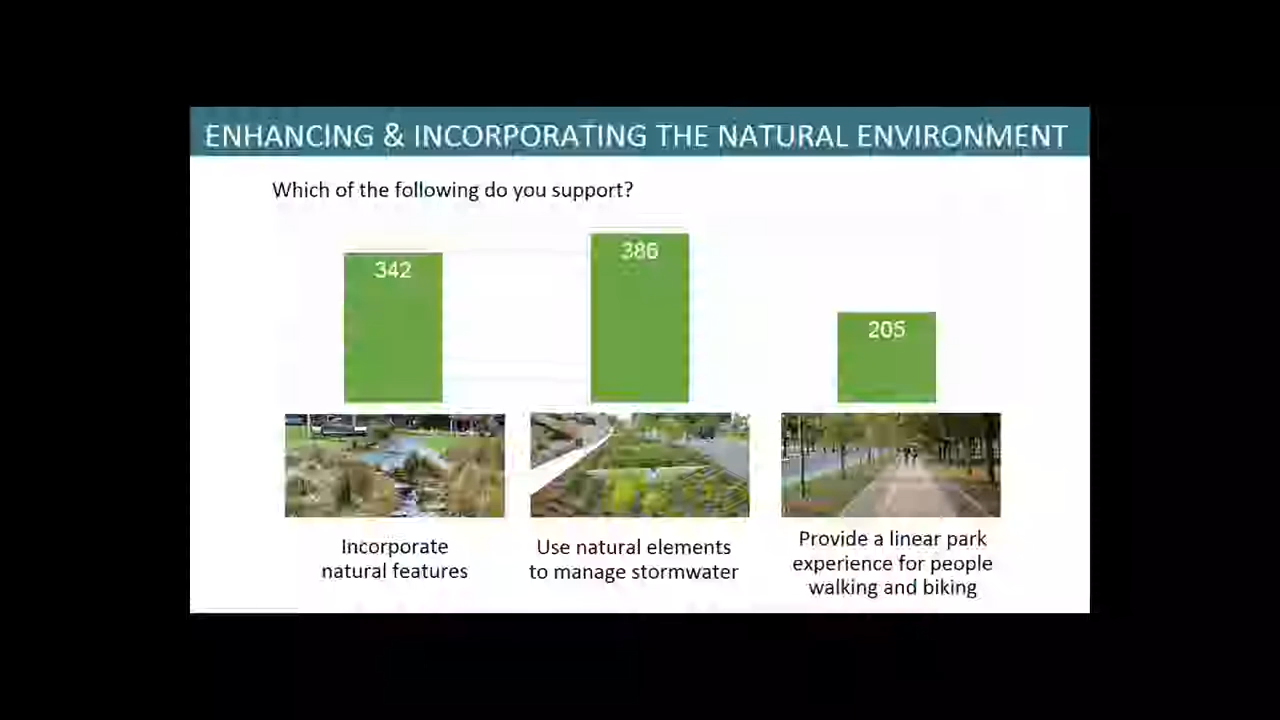 ENHANCING & INCORPORATING THE NATURAL ENVIRONMENT
Which of the following do you support?
342
386
205
Incorporate
natural features
Use natural elements
to manage stormwater
Provide a linear park
experience for people
walking and biking